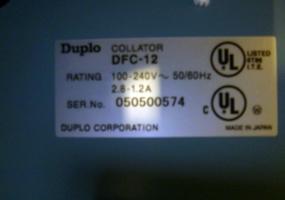 Duplo COLLATOR
DFC-12
RATING 100-240V~ 50/60Hz
2.8-1.2A
SER.No. 050500574
DUPLO CORPORATION MADE IN JAPAN
UL LISTED
I.T.E.
C UL